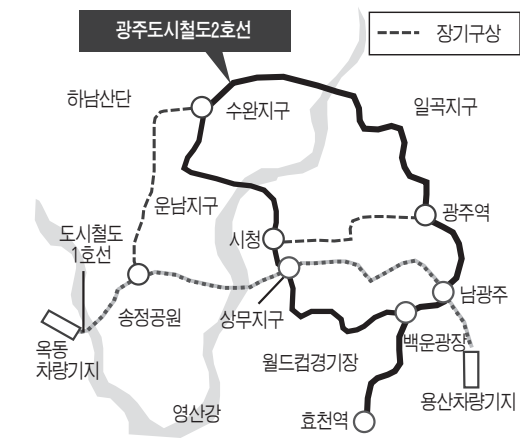 광주도시철도2호선
장기구상
하남산단
수완지구
일곡지구
운남지구
광주역
도시철도
1호선
시청
송정공원
상무지구
남광주
옥동
차량기지
월드컵경기장
백운광장
용산차량기지
영산강
효천역